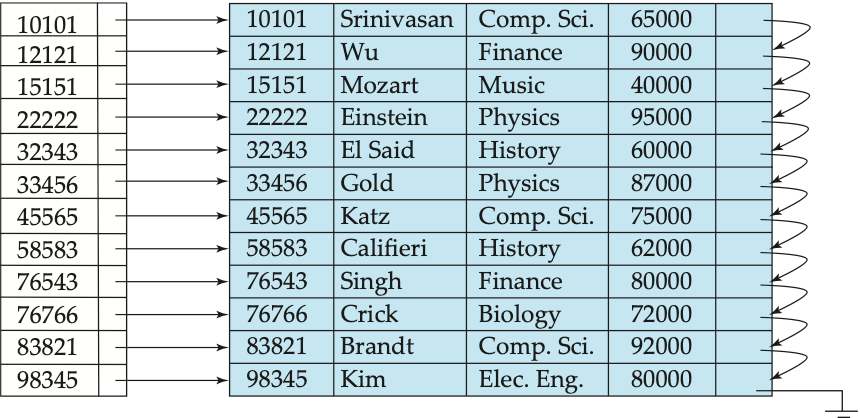 10101 10101 Srinivasan Comp. Sci. 65000
12121 12121 Wu Finance 90000
15151 15151 Mozart Music 40000
22222 22222 Einstein Physics 95000
32343 32343 El Said History 60000
33456 33456 Gold Physics 87000
45565 45565 Katz Comp. Sci. 75000
58583 58583 Califieri History 62000
76543 76543 Singh Finance 80000
76766 76766 Crick Biology 72000
83821 83821 Brandt Comp. Sci. 92000
98345 98345 Kim Elec. Eng. 80000